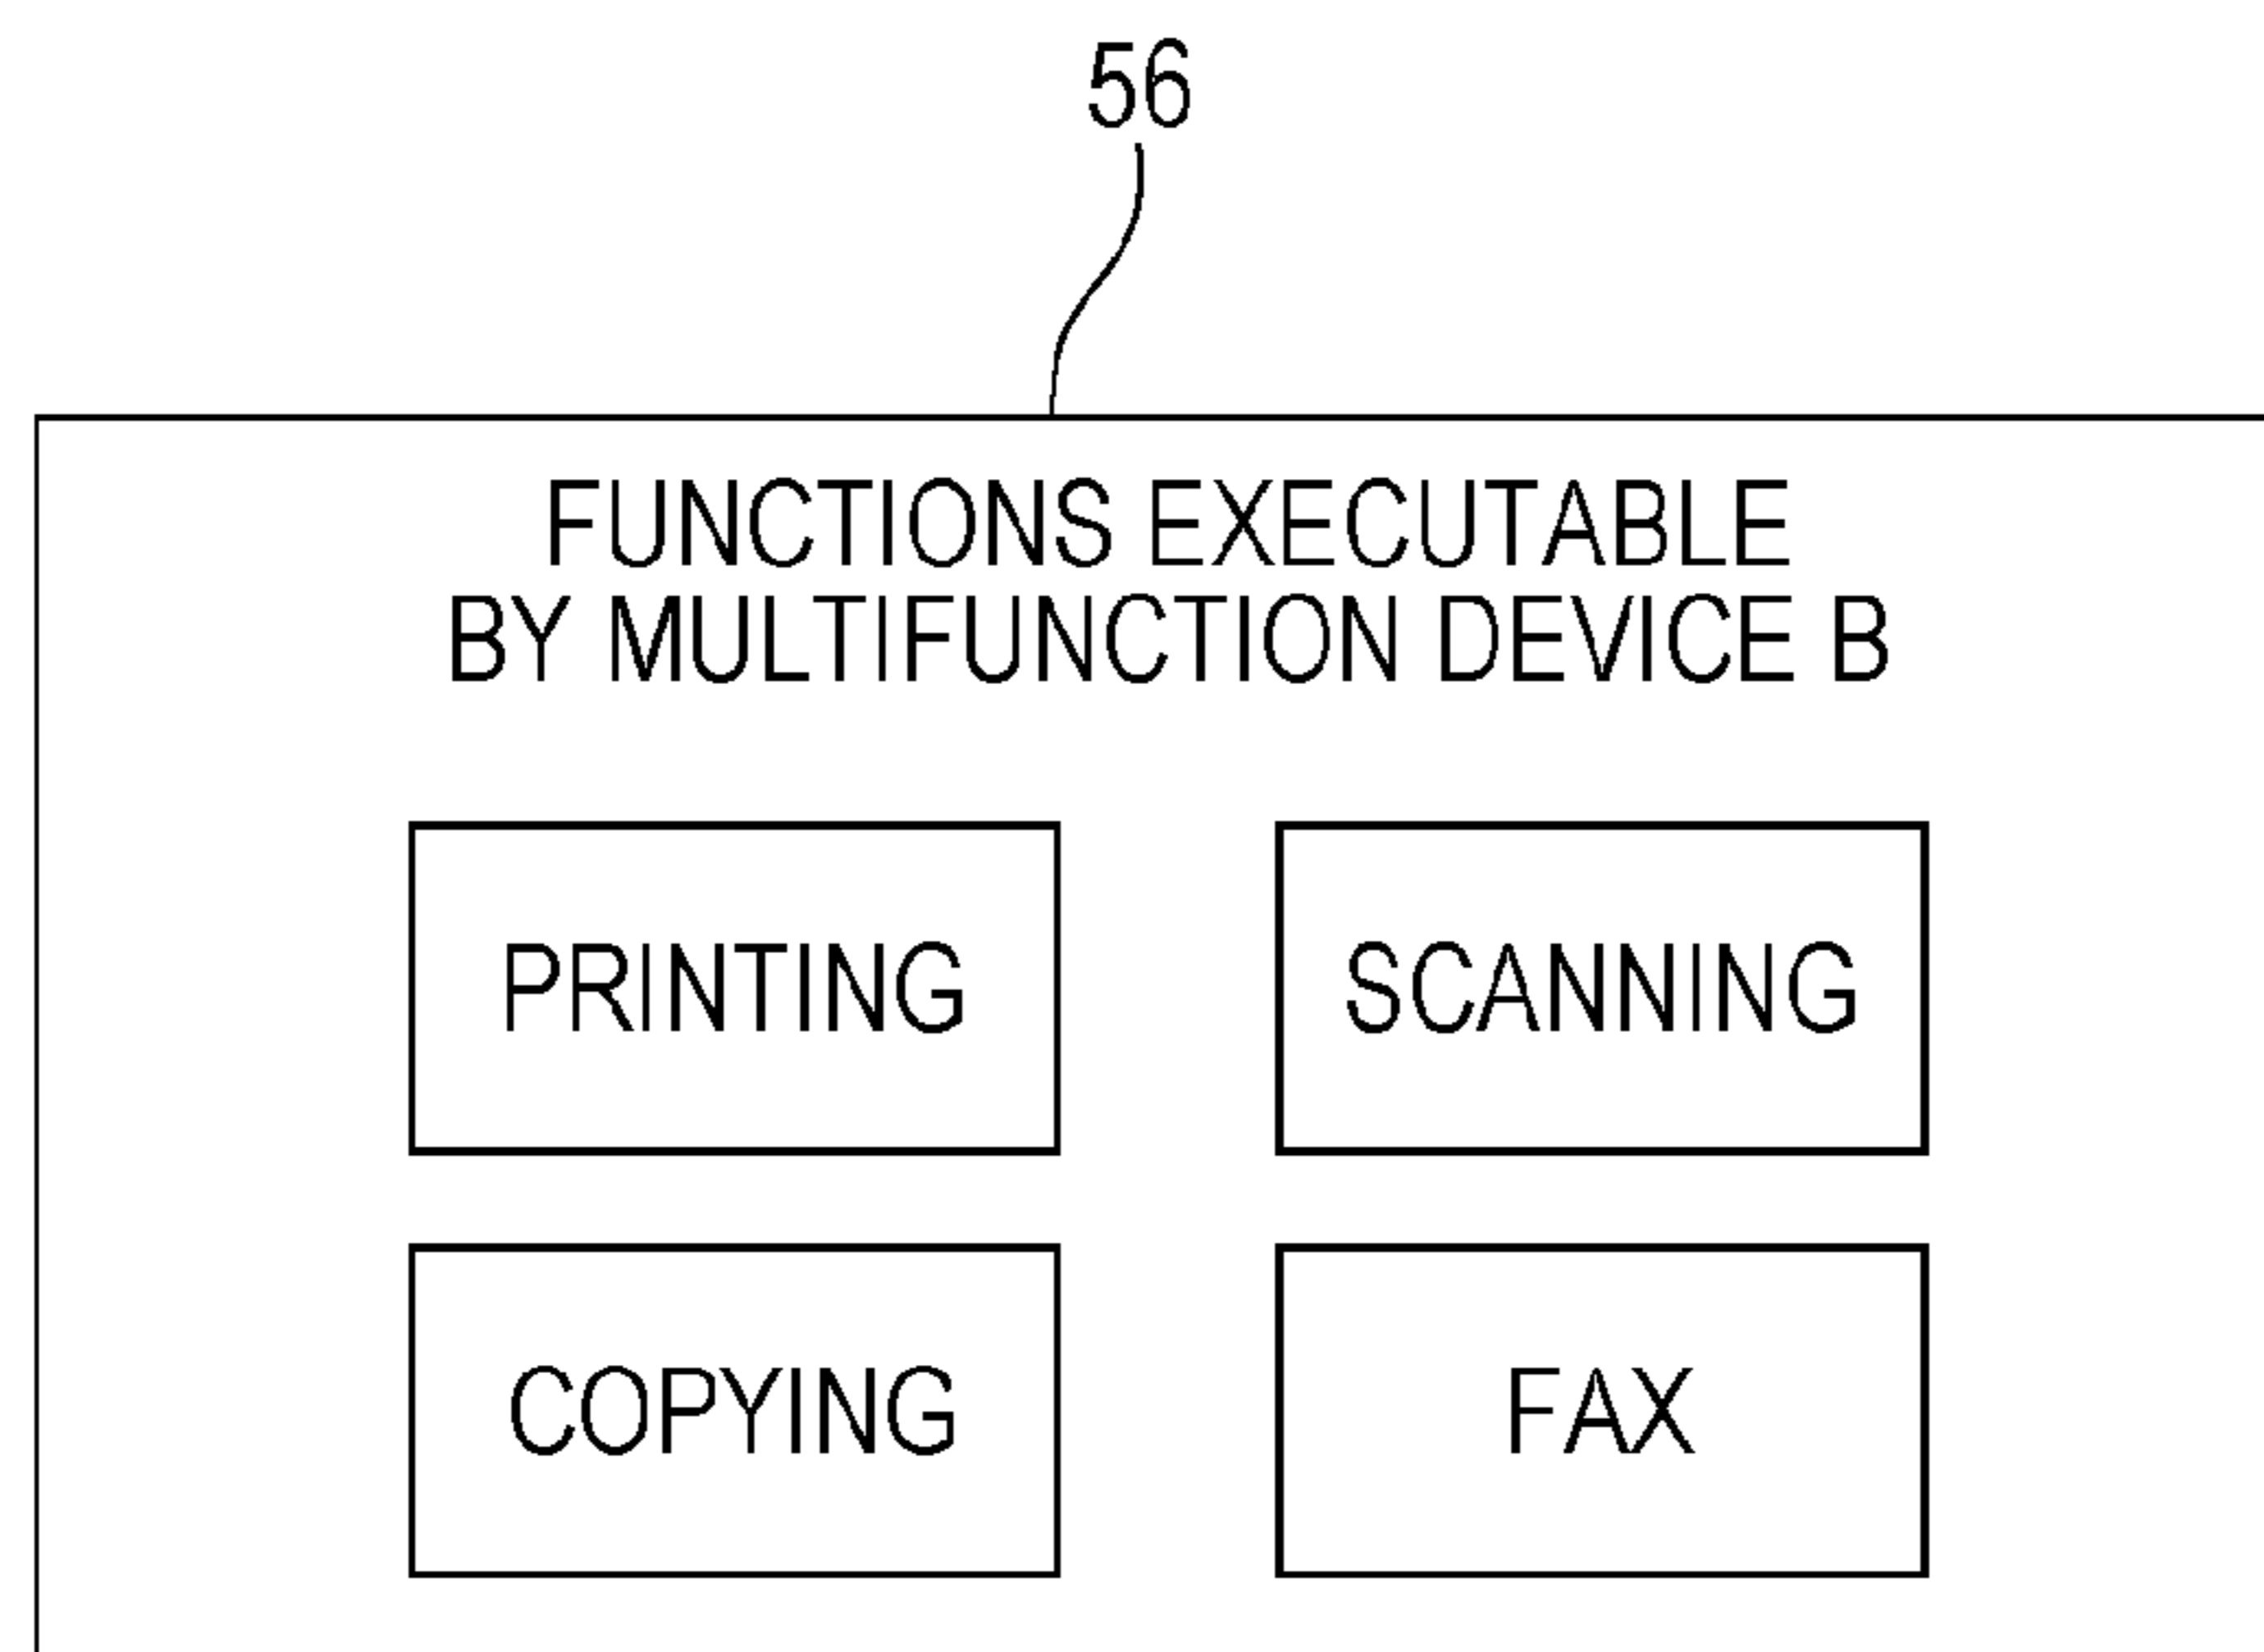 56
FUNCTIONS EXECUTABLE
BY MULTIFUNCTION DEVICE B
PRINTING
SCANNING
COPYING
FAX